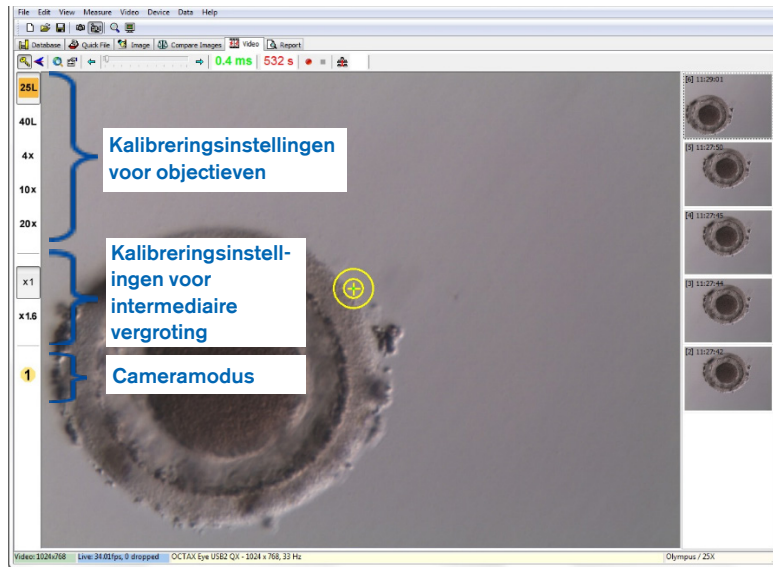 File Edit View Measure Video Device Data Help
Database Quick File Image Compare Images Video Report
0.4 ms 532 s
25L
40L
4x
10x
20x
x1
x1.6
1
Kalibreringsinstellingen
voor objectieven
Kalibreringsinstell-
ingen voor
intermediaire
vergroting
Cameramodus
[6] 11:29:01
[5] 11:27:50
[4] 11:27:45
[3] 11:27:44
[2] 11:27:42
Video: 1024x768 Live: 34.01fps, 0 dropped OCTAX Eye USB2 QX - 1024 x 768, 33 Hz Olympus / 25X